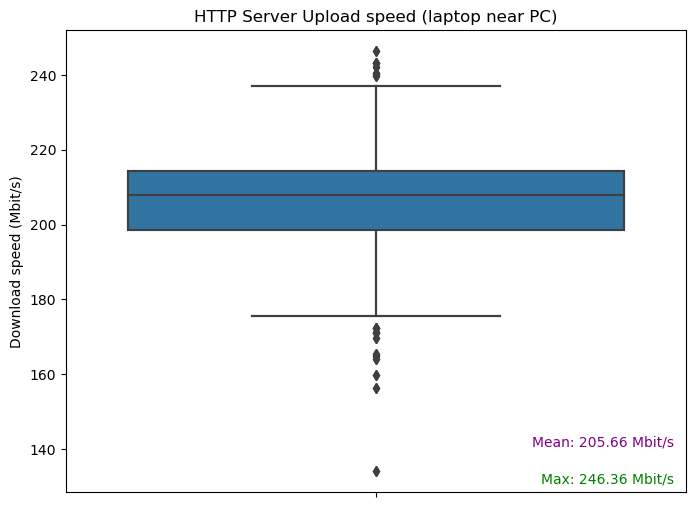 HTTP Server Upload speed (laptop near PC)
Download speed (Mbit/s)
240
220
200
180
160
140
Mean: 205.66 Mbit/s
Max: 246.36 Mbit/s